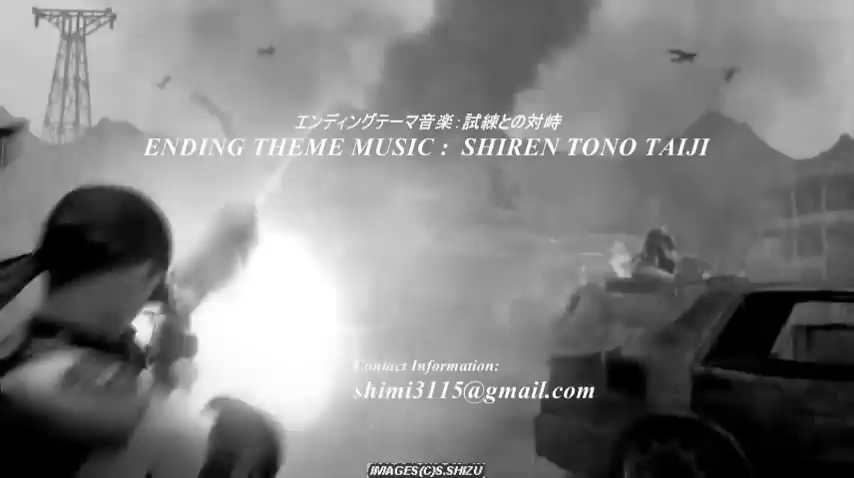 エンディングテーマ音楽：試練との対峙
ENDING THEME MUSIC : SHIREN TONO TAIJI
Contact Information:
shimi3115@gmail.com
IMAGES(C)S.SHIZU